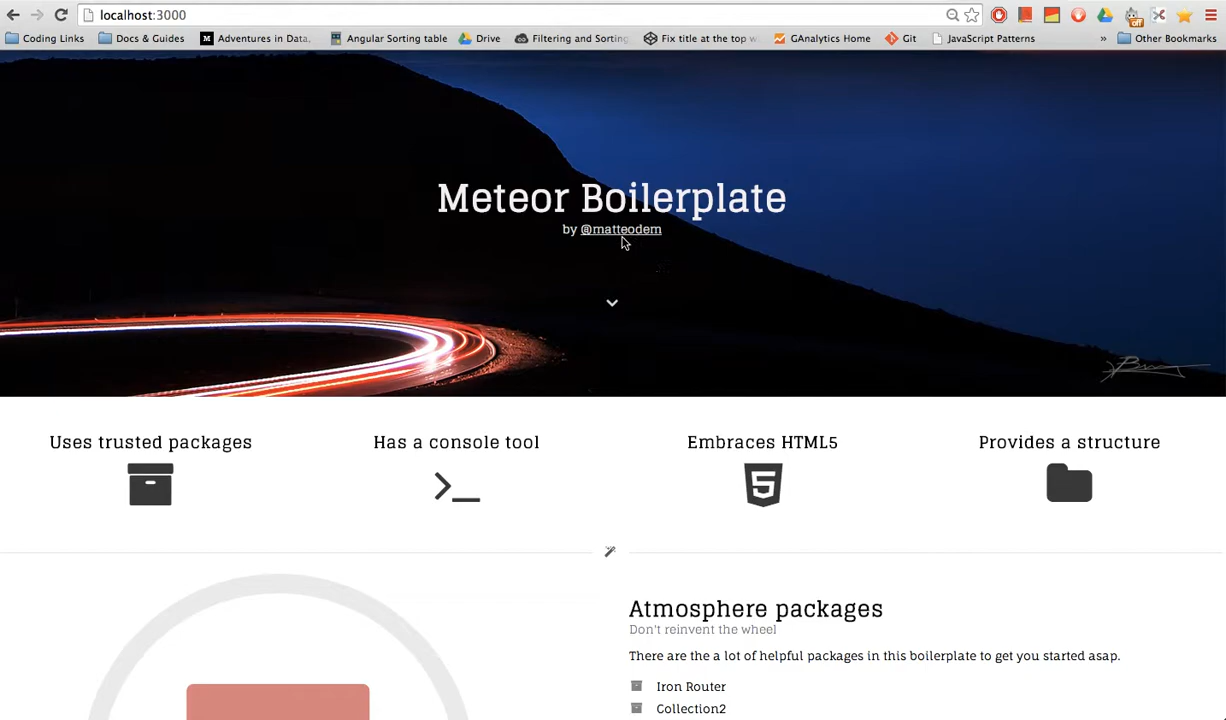 localhost:3000
Coding Links
Docs & Guides
M
Adventures in Data,
Angular Sorting table
Drive
Filtering and Sorting
Fix title at the top w
GAnalytics Home
Git
JavaScript Patterns
»
Other Bookmarks
Meteor Boilerplate
by @matteodem
Uses trusted packages
Has a console tool
Embraces HTML5
Provides a structure
Atmosphere packages
Don't reinvent the wheel
There are the a lot of helpful packages in this boilerplate to get you started asap.
Iron Router
Collection2